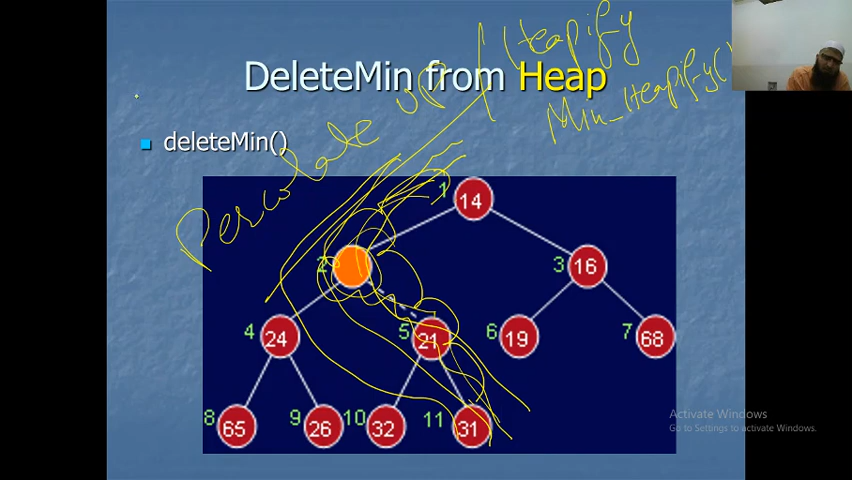 Heapify
DeleteMin from Heap
Min_Heapify()
deleteMin()
Percolate up
1 14
2
3 16
4 24
5 21
6 19
7 68
8 65
9 26
10 32
11 31
Activate Windows
Go to Settings to activate Windows.